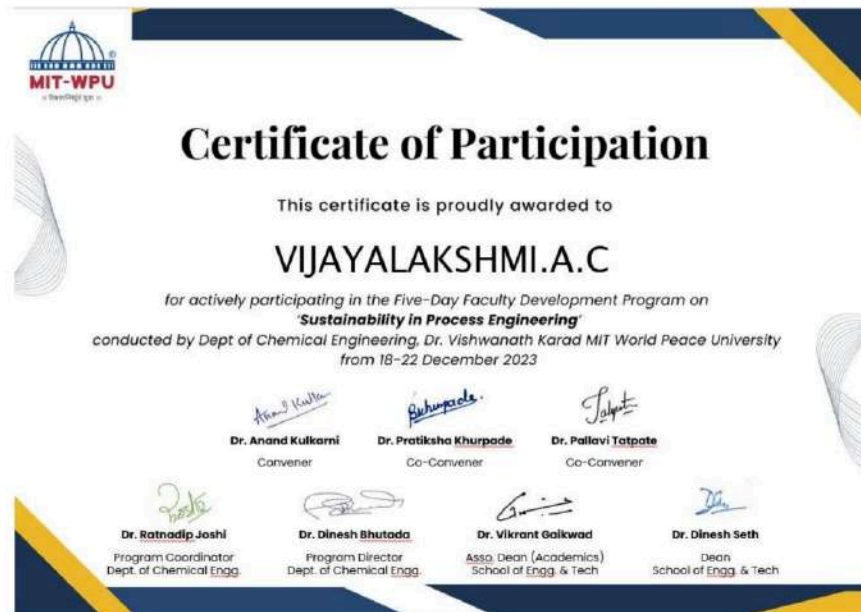 MIT-WPU
Certificate of Participation
This certificate is proudly awarded to
VIJAYALAKSHMI.A.C
for actively participating in the Five-Day Faculty Development Program on
'Sustainability in Process Engineering'
conducted by Dept of Chemical Engineering, Dr. Vishwanath Karad MIT World Peace University
from 18-22 December 2023
Dr. Anand Kulkarni
Dr. Pratiksha Khurpade
Dr. Pallavi Tatpate
Convener
Co-Convener
Co-Convener
Dr. Ratnadip Joshi
Dr. Dinesh Bhutada
Dr. Vikrant Gaikwad
Dr. Dinesh Seth
Program Coordinator
Program Director
Asso. Dean (Academics)
Dean
Dept. of Chemical Engg.
Dept. of Chemical Engg.
School of Engg. & Tech
School of Engg. & Tech